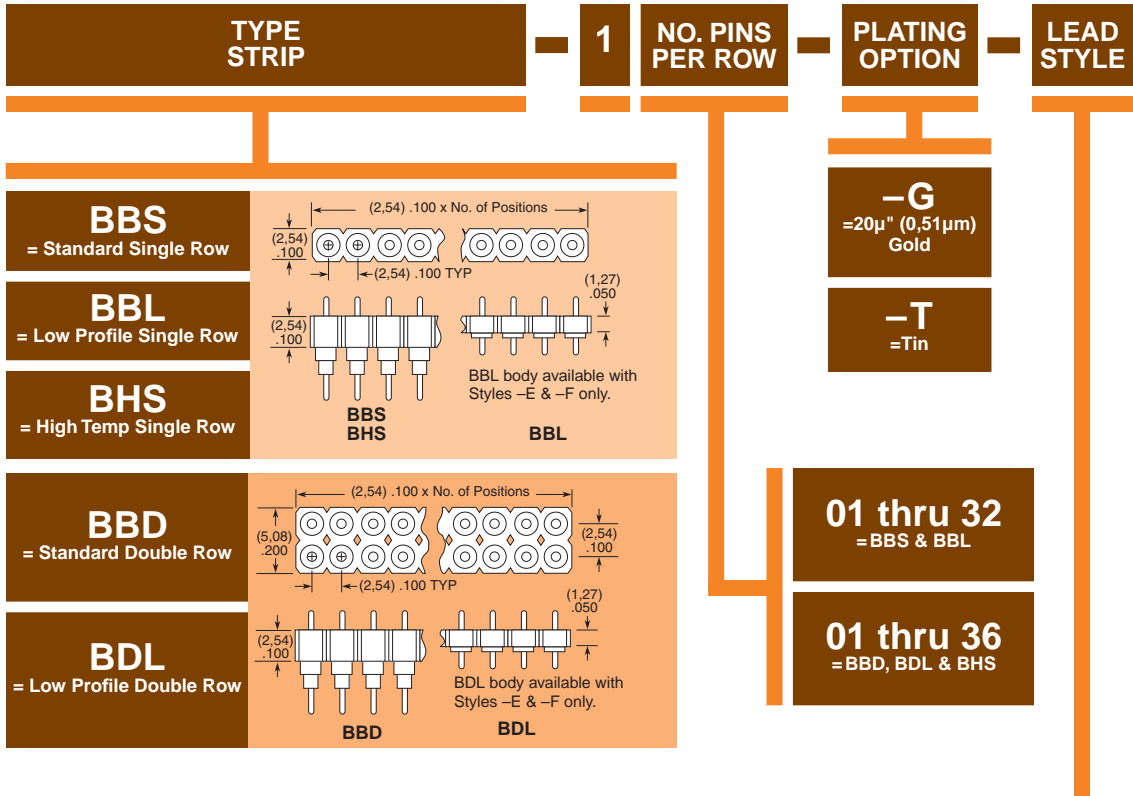 TYPE
STRIP
1
NO. PINS
PER ROW
PLATING
OPTION
LEAD
STYLE
BBS
= Standard Single Row
BBL
= Low Profile Single Row
BHS
= High Temp Single Row
(2,54) .100 x No. of Positions
(2,54)
.100
(2,54) .100 TYP
(1,27)
.050
(2,54)
.100
BBL body available with
Styles –E & –F only.
BBS
BHS
BBL
BBD
= Standard Double Row
BDL
= Low Profile Double Row
(2,54) .100 x No. of Positions
(5,08)
.200
(2,54)
.100
(2,54) .100 TYP
(1,27)
.050
(2,54)
.100
BDL body available with
Styles –E & –F only.
BBD
BDL
–G
=20µ" (0,51µm)
Gold
–T
=Tin
01 thru 32
=BBS & BBL
01 thru 36
=BBD, BDL & BHS